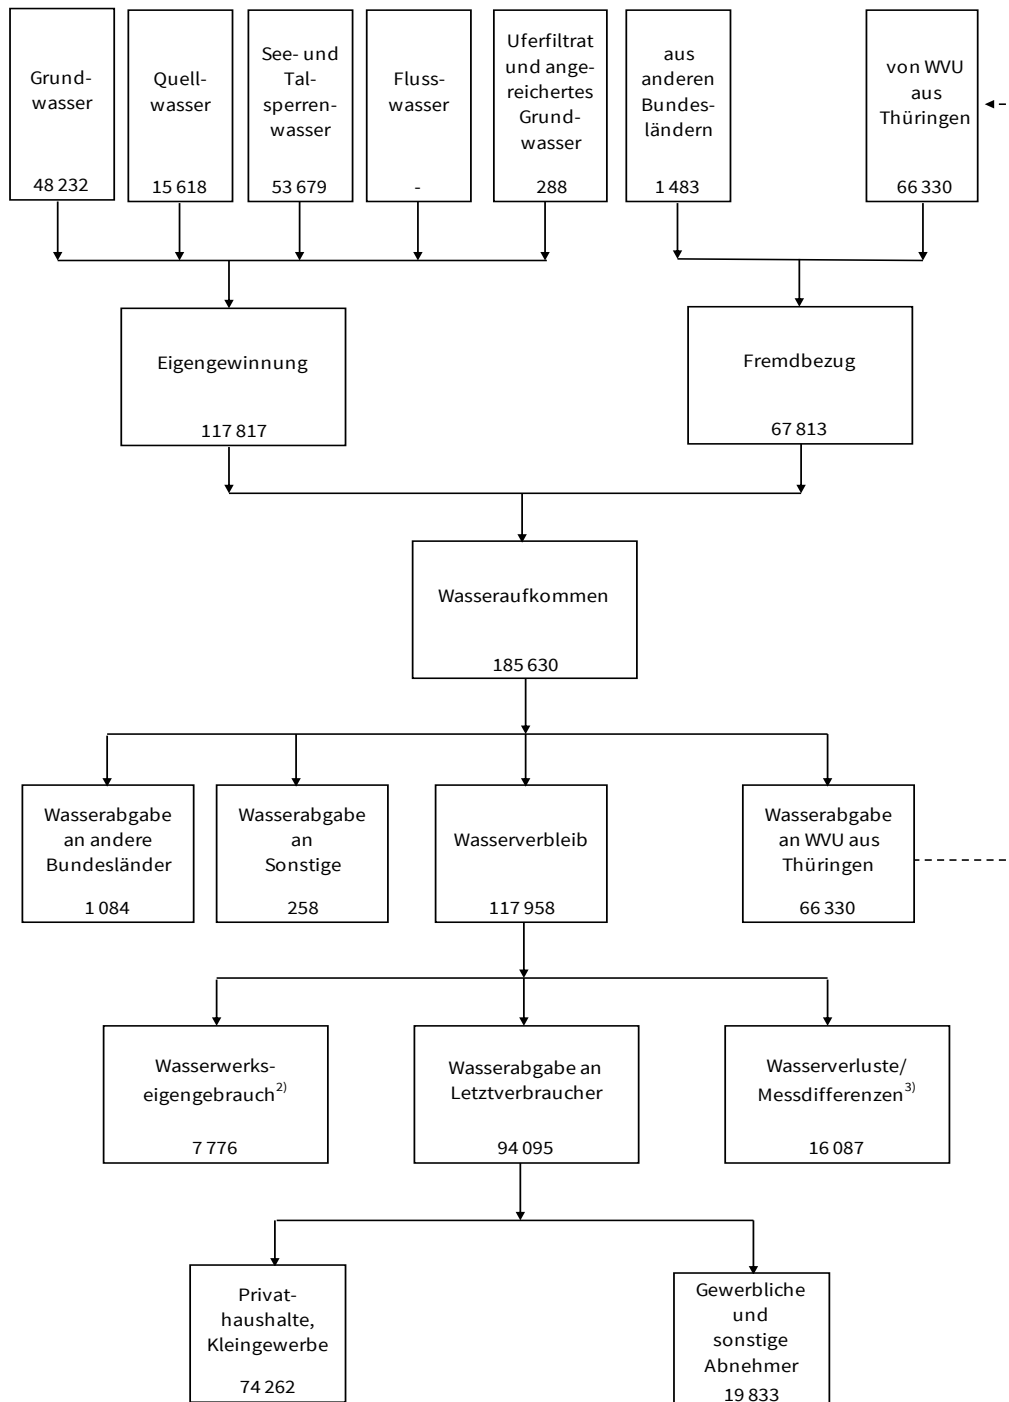 Grund-
wasser
48 232
Quell-
wasser
15 618
See- und
Tal-
sperren-
wasser
53 679
Fluss-
wasser
-
Uferfiltrat
und ange-
reichertes
Grund-
wasser
288
aus
anderen
Bundes-
ländern
1 483
von WVU
aus
Thüringen
66 330
Eigengewinnung
117 817
Fremdbezug
67 813
Wasseraufkommen
185 630
Wasserabgabe
an andere
Bundesländer
1 084
Wasserabgabe
an
Sonstige
258
Wasserverbleib
117 958
Wasserabgabe
an WVU aus
Thüringen
66 330
Wasserwerks-
eigengebrauch2)
7 776
Wasserabgabe an
Letztverbraucher
94 095
Wasserverluste/
Messdifferenzen3)
16 087
Privat-
haushalte,
Kleingewerbe
74 262
Gewerbliche
und
sonstige
Abnehmer
19 833